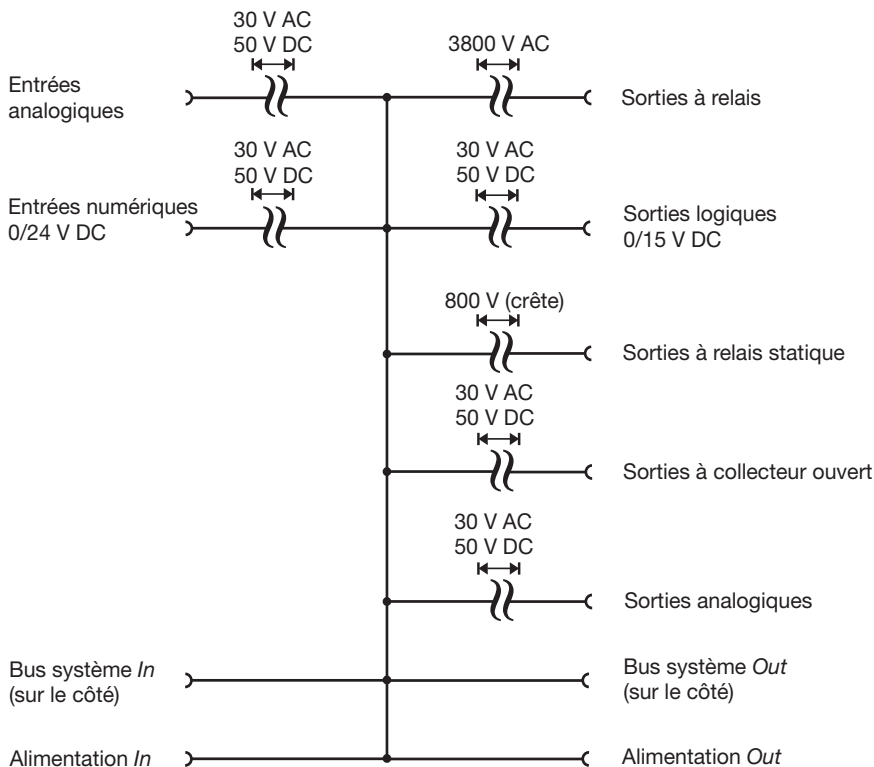 30 V AC
50 V DC
3800 V AC
Entrées
analogiques
Sorties à relais
30 V AC
50 V DC
30 V AC
50 V DC
Entrées numériques
0/24 V DC
Sorties logiques
0/15 V DC
800 V (crête)
Sorties à relais statique
30 V AC
50 V DC
Sorties à collecteur ouvert
30 V AC
50 V DC
Sorties analogiques
Bus système In
(sur le côté)
Bus système Out
(sur le côté)
Alimentation In
Alimentation Out